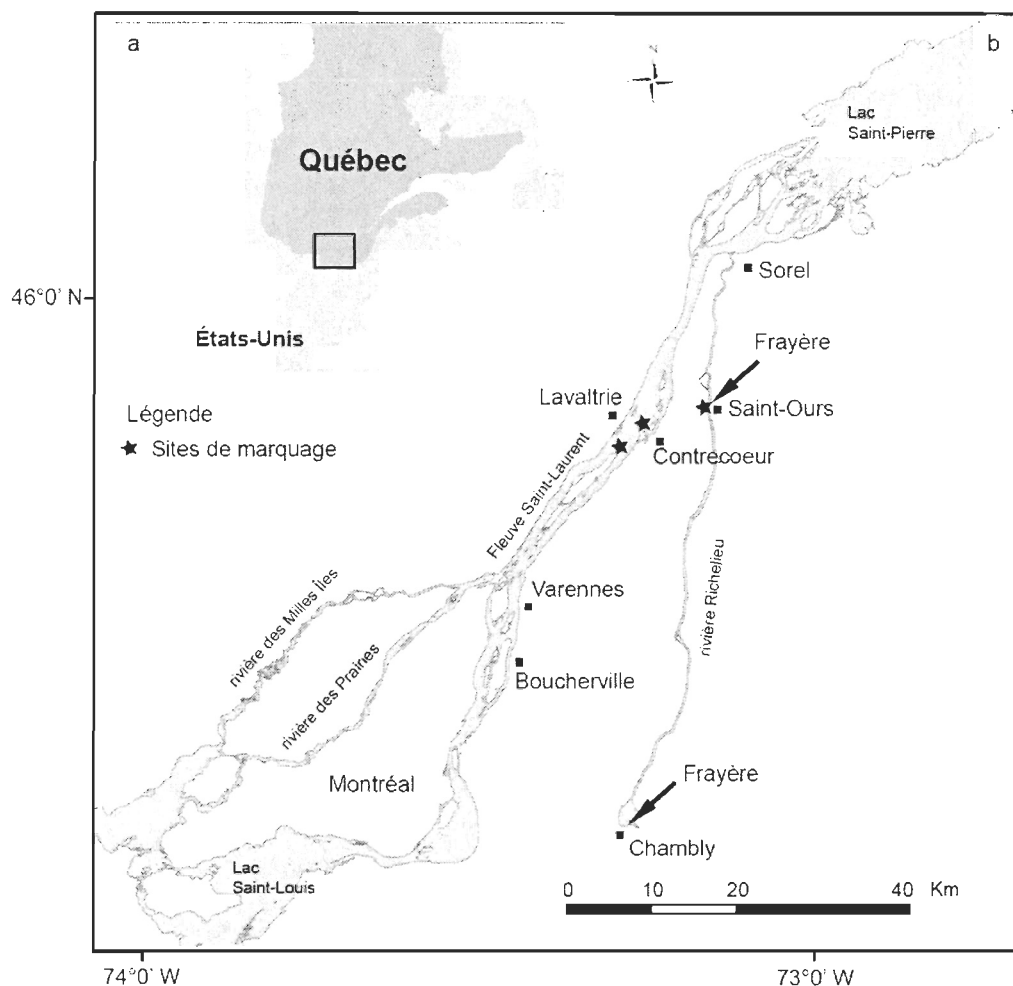 a
b
N
Lac
Saint-Pierre
Québec
Sorel
46°0' N
États-Unis
Frayère
Lavaltrie
Saint-Ours
Légende
Sites de marquage
Contrecoeur
Fleuve Saint-Laurent
Varennes
rivière des Milles Îles
rivière Richelieu
rivière des Praines
Boucherville
Montréal
Frayère
Chambly
Lac
Saint-Louis
0 10 20 40 Km
74°0' W
73°0' W